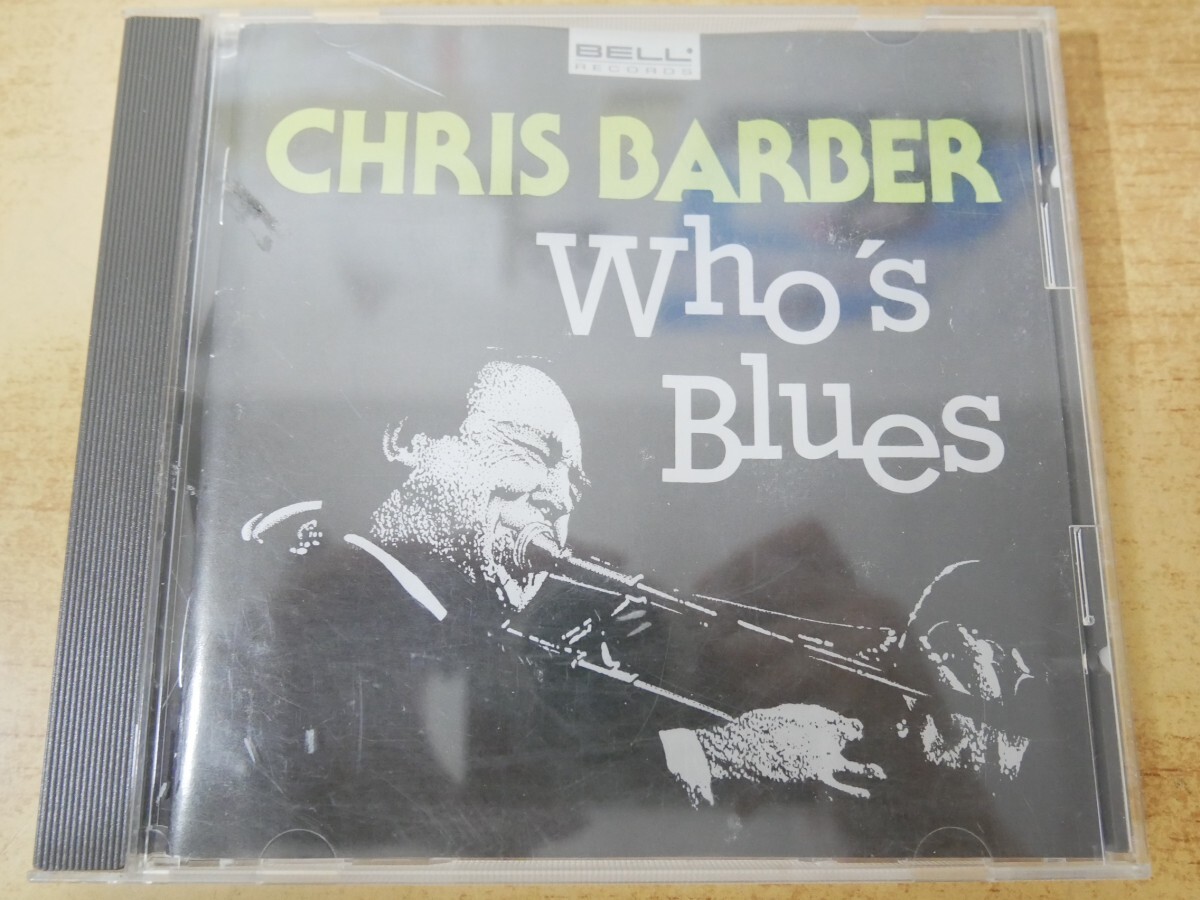 BELL
RECORDS
CHRIS BARBER
Who's
Blues